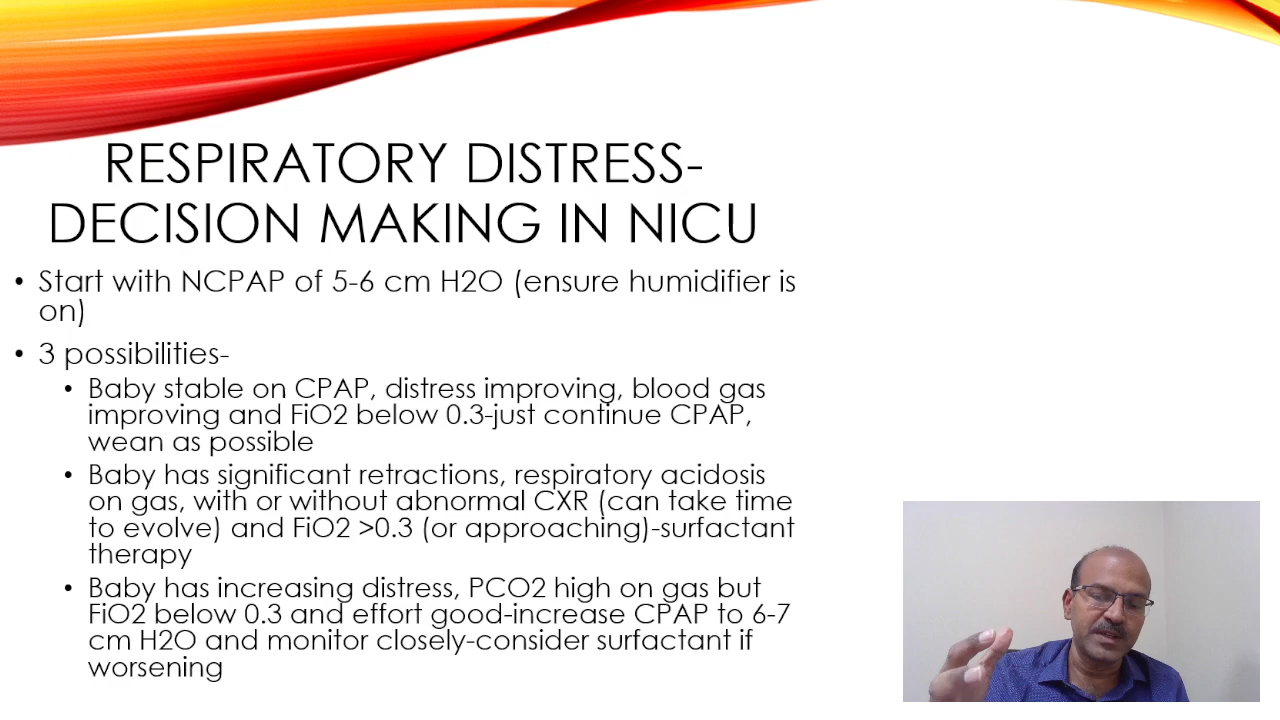 RESPIRATORY DISTRESS-
DECISION MAKING IN NICU
• Start with NCPAP of 5-6 cm H2O (ensure humidifier is
on)
• 3 possibilities-
• Baby stable on CPAP, distress improving, blood gas
improving and FiO2 below 0.3-just continue CPAP,
wean as possible
• Baby has significant retractions, respiratory acidosis
on gas, with or without abnormal CXR (can take time
to evolve) and FiO2 >0.3 (or approaching)-surfactant
therapy
• Baby has increasing distress, PCO2 high on gas but
FiO2 below 0.3 and effort good-increase CPAP to 6-7
cm H2O and monitor closely-consider surfactant if
worsening